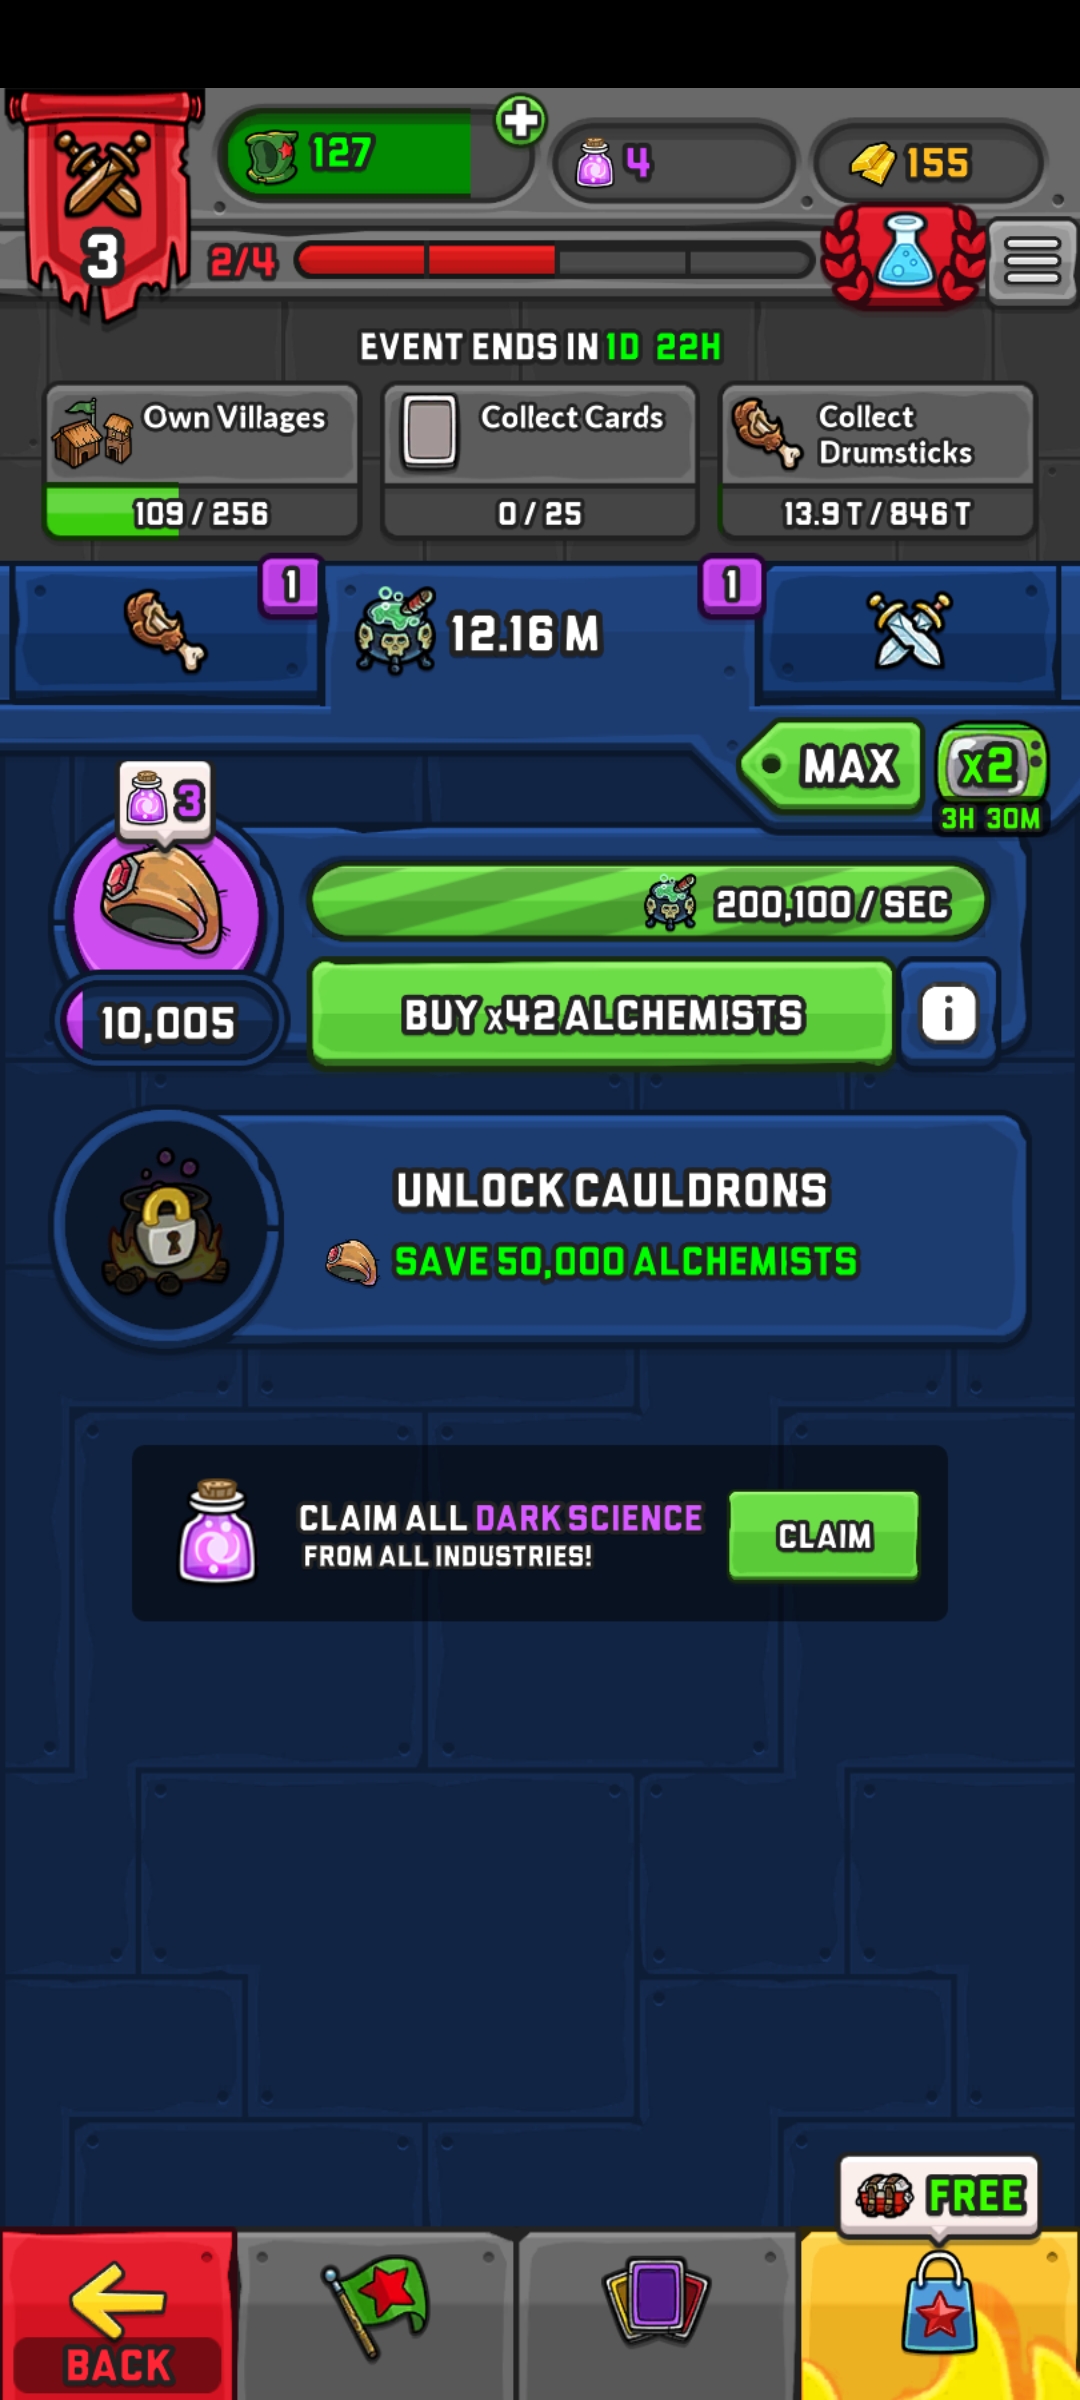 127
4
155
3
2/4
EVENT ENDS IN 1D 22H
Own Villages
109 / 256
Collect Cards
0 / 25
Collect
Drumsticks
13.9 T / 846 T
1
12.16 M
1
MAX
x2
3H 30M
3
200,100 / SEC
10,005
BUY x42 ALCHEMISTS
i
UNLOCK CAULDRONS
SAVE 50,000 ALCHEMISTS
CLAIM ALL DARK SCIENCE
FROM ALL INDUSTRIES!
CLAIM
FREE
BACK